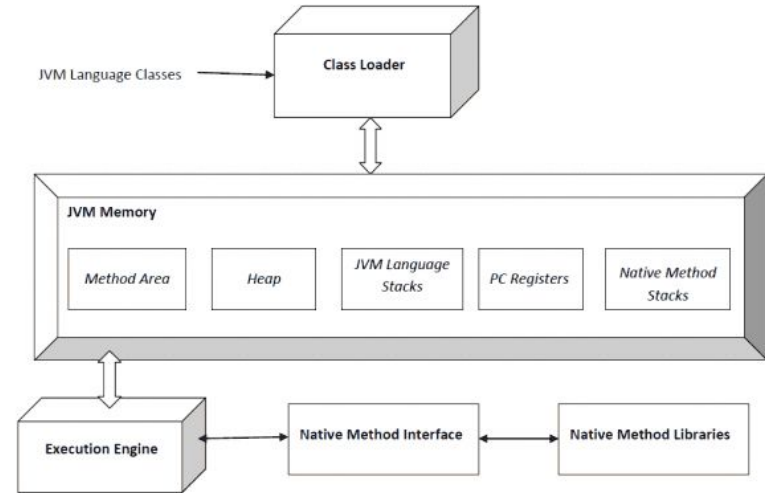 Class Loader
JVM Language Classes
JVM Memory
Method Area
Heap
JVM Language
Stacks
PC Registers
Native Method
Stacks
Execution Engine
Native Method Interface
Native Method Libraries